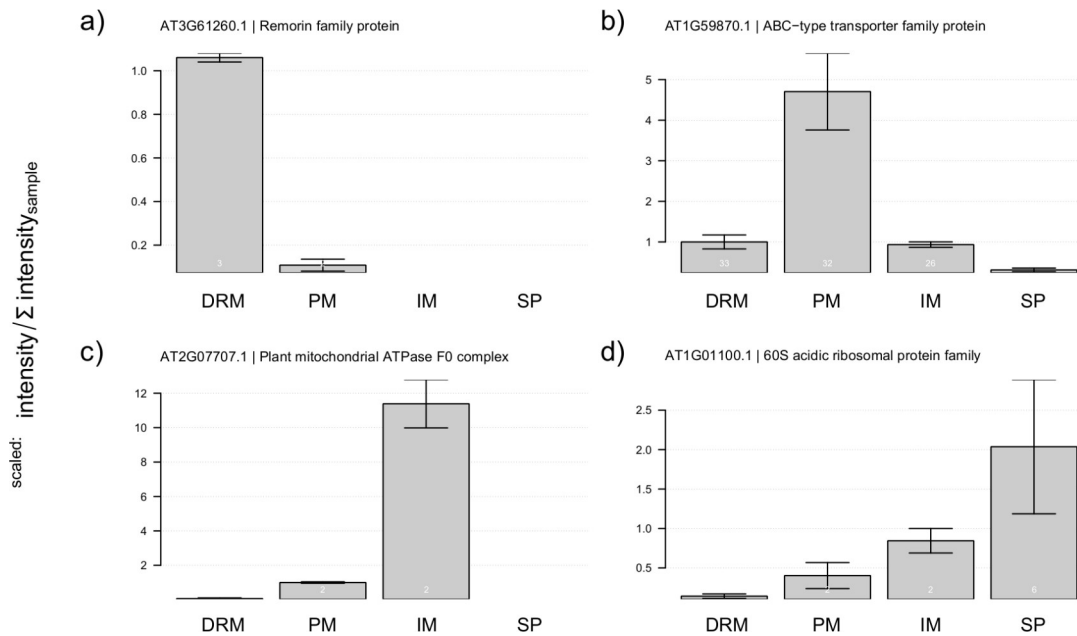 a)
AT3G61260.1 | Remorin family protein
1.0
0.8
0.6
0.4
0.2
3
DRM PM IM SP
b)
AT1G59870.1 | ABC−type transporter family protein
5
4
3
2
1
33 32 26
DRM PM IM SP
scaled: intensity/Σ intensitysample
c)
AT2G07707.1 | Plant mitochondrial ATPase F0 complex
12
10
8
6
4
2
2 2
DRM PM IM SP
d)
AT1G01100.1 | 60S acidic ribosomal protein family
2.5
2.0
1.5
1.0
0.5
2 6
DRM PM IM SP